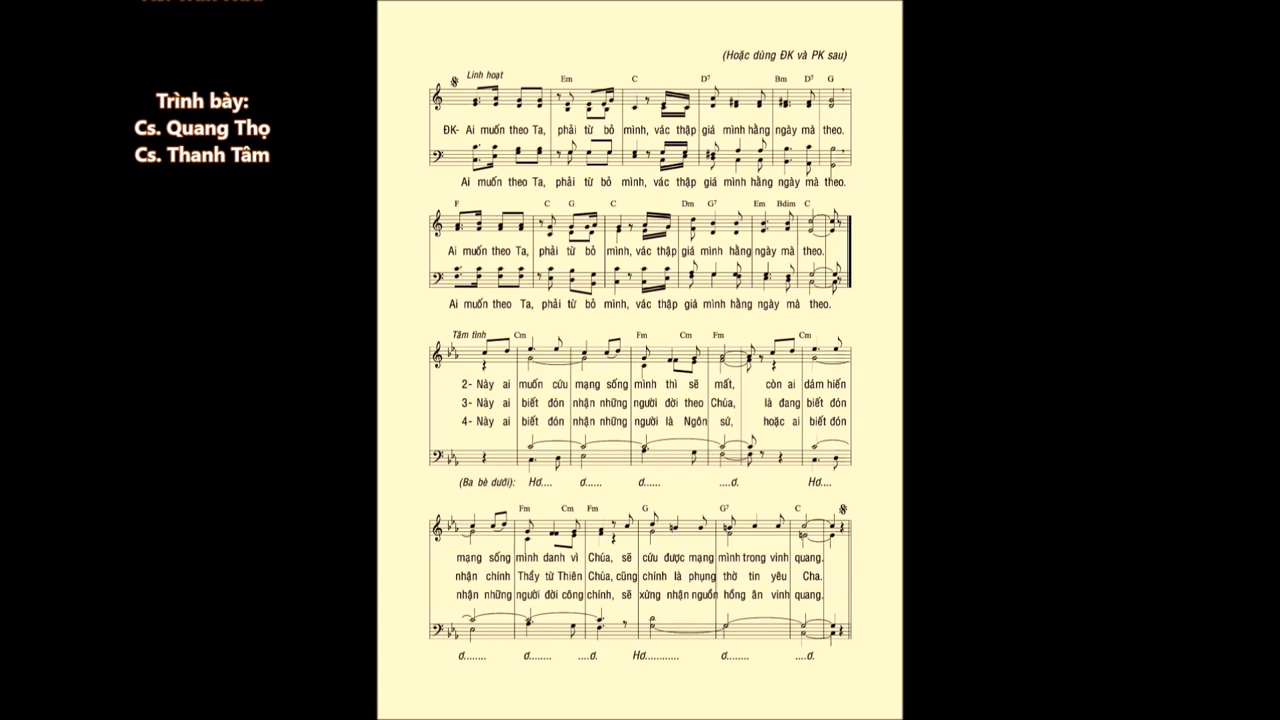 Trình bày:
Cs. Quang Thọ
Cs. Thanh Tâm
(Hoặc dùng ĐK và PK sau)
Linh hoạt
Em C D7 Bm D7 G
ĐK- Ai muốn theo Ta, phải từ bỏ mình, vác thập giá mình hằng ngày mà theo.
Ai muốn theo Ta, phải từ bỏ mình, vác thập giá mình hằng ngày mà theo.
F C G C Dm G7 Em Bdim C
Ai muốn theo Ta, phải từ bỏ mình, vác thập giá mình hằng ngày mà theo.
Ai muốn theo Ta, phải từ bỏ mình, vác thập giá mình hằng ngày mà theo.
Tâm tình
Cm Fm Cm Fm Cm
2- Này ai muốn cứu mạng sống mình thì sẽ mất, còn ai dám hiến
3- Này ai biết đón nhận những người đời theo Chúa, là đang biết đón
4- Này ai biết đón nhận những người là Ngôn sứ, hoặc ai biết đón
(Ba bè dưới): Hơ.... ơ...... ơ...... ....ơ. Hơ....
Fm Cm Fm G G7 C
mạng sống mình danh vì Chúa, sẽ cứu được mạng mình trong vinh quang.
nhận chính Thầy từ Thiên Chúa, cũng chính là phụng thờ tin yêu Cha.
nhận những người đời công chính, sẽ xứng nhận nguồn hồng ân vinh quang.
ơ........ ơ........ ....ơ. Hơ............ ơ........ ....ơ.